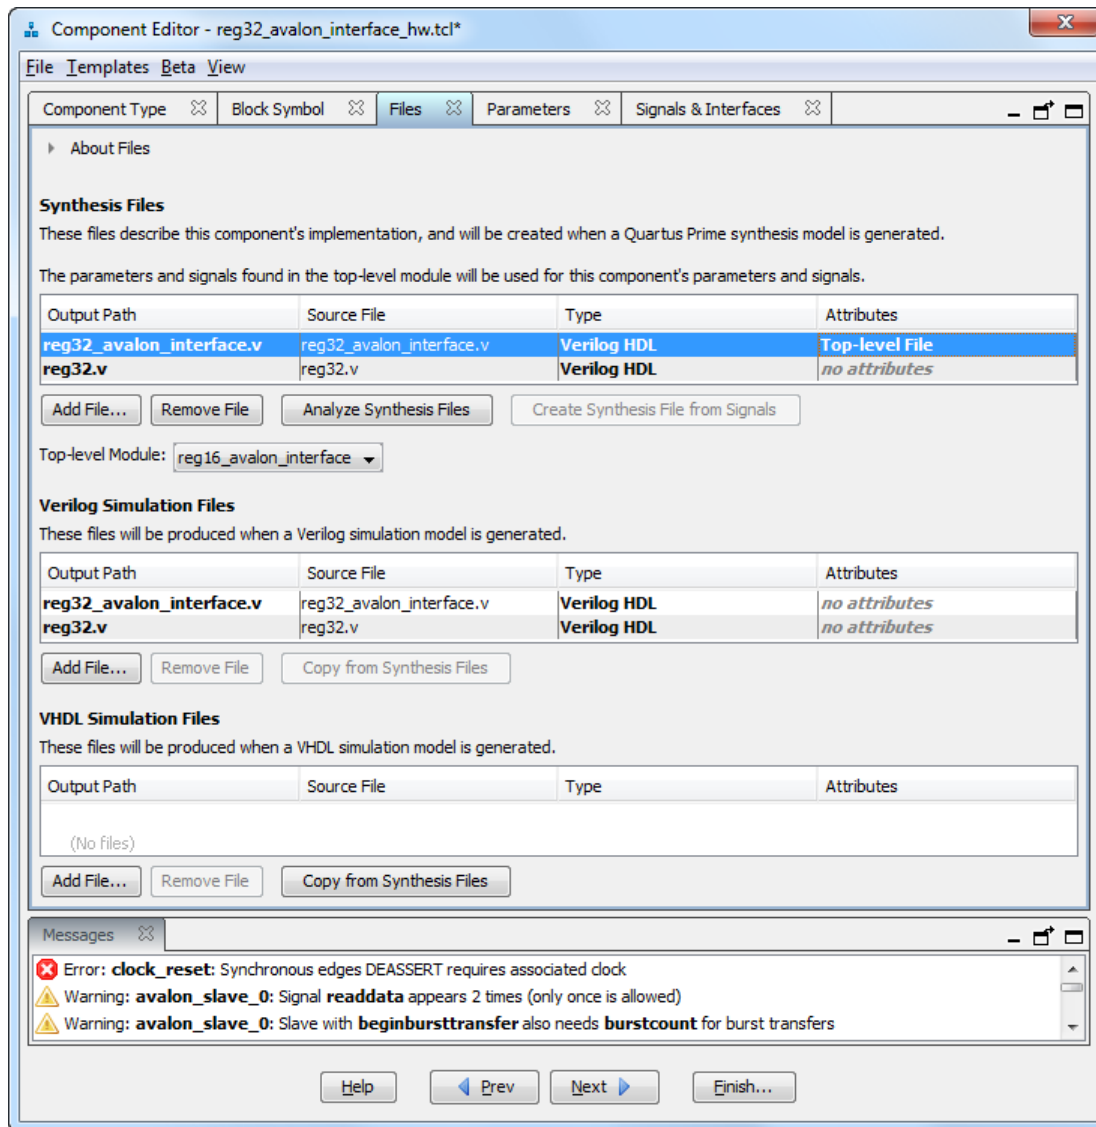 Component Editor - reg32_avalon_interface_hw.tcl*
File Templates Beta View
Component Type Block Symbol Files Parameters Signals & Interfaces
About Files
Synthesis Files
These files describe this component's implementation, and will be created when a Quartus Prime synthesis model is generated.
The parameters and signals found in the top-level module will be used for this component's parameters and signals.
Output Path Source File Type Attributes
reg32_avalon_interface.v reg32_avalon_interface.v Verilog HDL Top-level File
reg32.v reg32.v Verilog HDL no attributes
Add File... Remove File Analyze Synthesis Files Create Synthesis File from Signals
Top-level Module: reg16_avalon_interface
Verilog Simulation Files
These files will be produced when a Verilog simulation model is generated.
Output Path Source File Type Attributes
reg32_avalon_interface.v reg32_avalon_interface.v Verilog HDL no attributes
reg32.v reg32.v Verilog HDL no attributes
Add File... Remove File Copy from Synthesis Files
VHDL Simulation Files
These files will be produced when a VHDL simulation model is generated.
Output Path Source File Type Attributes
(No files)
Add File... Remove File Copy from Synthesis Files
Messages
Error: clock_reset: Synchronous edges DEASSERT requires associated clock
Warning: avalon_slave_0: Signal readdata appears 2 times (only once is allowed)
Warning: avalon_slave_0: Slave with beginbursttransfer also needs burstcount for burst transfers
Help Prev Next Finish...